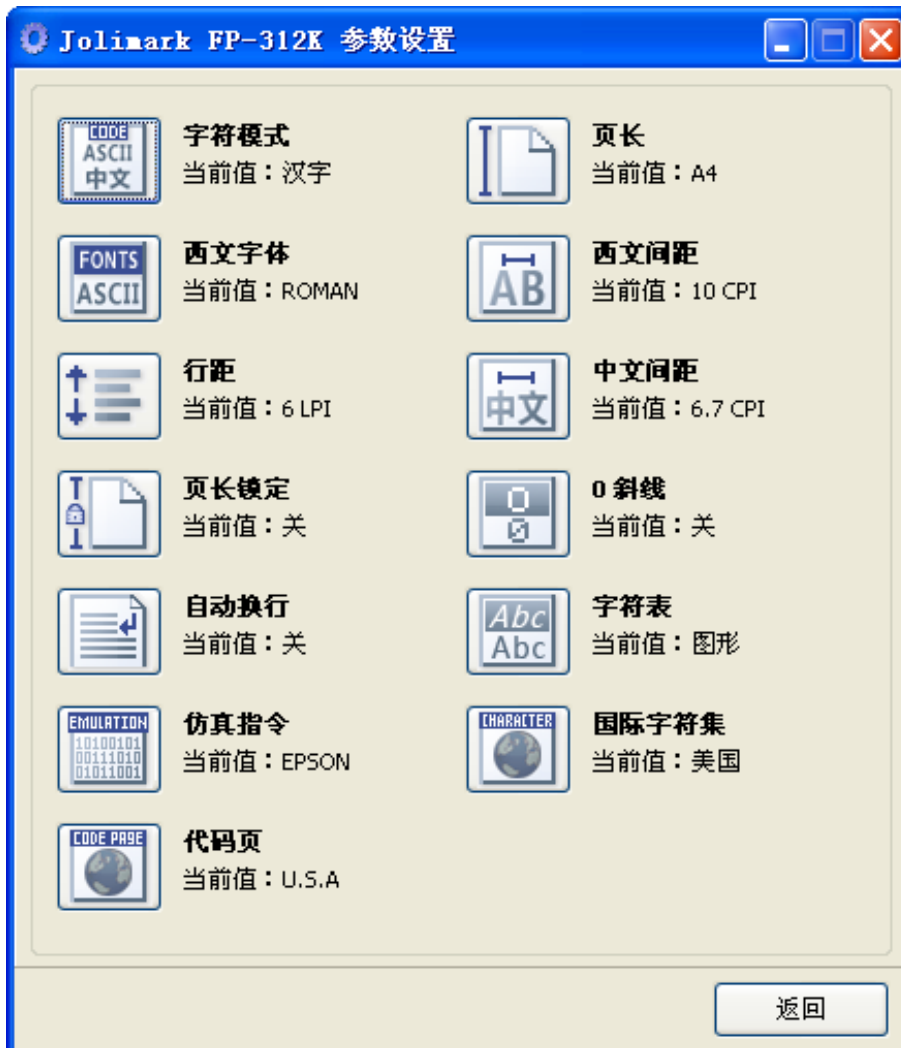 Jolimark FP-312K 参数设置
CODE
ASCII
中文
字符模式
当前值：汉字
页长
当前值：A4
FONTS
ASCII
西文字体
当前值：ROMAN
AB
西文间距
当前值：10 CPI
行距
当前值：6 LPI
中文
中文间距
当前值：6.7 CPI
页长锁定
当前值：关
0
0
0 斜线
当前值：关
自动换行
当前值：关
Abc
Abc
字符表
当前值：图形
EMULATION
10100101
00111010
01011001
仿真指令
当前值：EPSON
CHARACTER
国际字符集
当前值：美国
CODE PAGE
代码页
当前值：U.S.A
返回